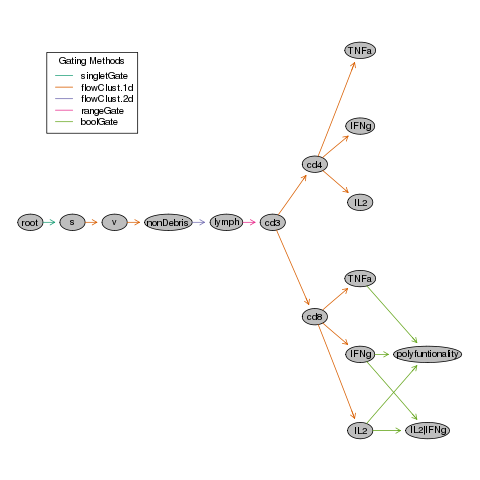 Gating Methods
singletGate
flowClust.1d
flowClust.2d
rangeGate
boolGate
TNFa
IFNg
cd4
IL2
root
s
v
nonDebris
lymph
cd3
TNFa
cd8
IFNg
polyfuntionality
IL2
IL2|IFNg